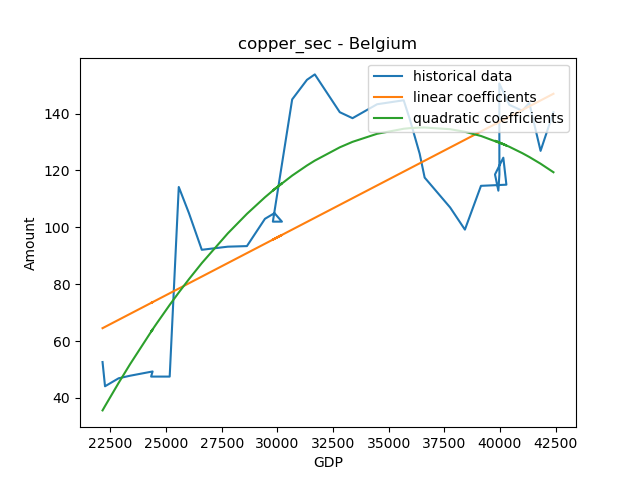 copper_sec - Belgium
historical data
linear coefficients
quadratic coefficients
Amount
140
120
100
80
60
40
22500 25000 27500 30000 32500 35000 37500 40000 42500
GDP